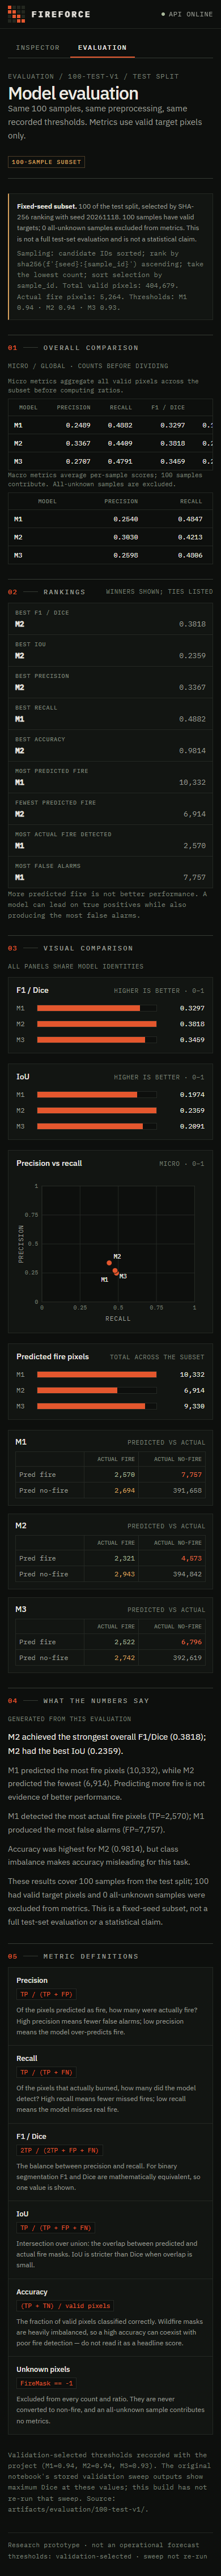 FIREFORCE
API ONLINE
INSPECTOR
EVALUATION
EVALUATION / 100-TEST-V1 / TEST SPLIT
Model evaluation
Same 100 samples, same preprocessing, same
recorded thresholds. Metrics use valid target pixels
only.
100-SAMPLE SUBSET
Fixed-seed subset. 100 of the test split, selected by SHA-
256 ranking with seed 20261118. 100 samples have valid
targets; 0 all-unknown samples excluded from metrics. This
is not a full test-set evaluation and is not a statistical claim.
Sampling: candidate IDs sorted; rank by
sha256(f'{seed}:{sample_id}') ascending; take
the lowest count; sort selection by
sample_id. Total valid pixels: 404,679.
Actual fire pixels: 5,264. Thresholds: M1
0.94 · M2 0.94 · M3 0.93.
01 OVERALL COMPARISON
MICRO / GLOBAL · COUNTS BEFORE DIVIDING
Micro metrics aggregate all valid pixels across the
subset before computing ratios.
MODEL PRECISION RECALL F1 / DICE
M1 0.2489 0.4882 0.3297 0.1
M2 0.3367 0.4409 0.3818 0.2
M3 0.2707 0.4791 0.3459 0.2
Macro metrics average per-sample scores; 100 samples
contribute. All-unknown samples are excluded.
MODEL PRECISION RECALL
M1 0.2540 0.4847
M2 0.3030 0.4213
M3 0.2598 0.4806
02 RANKINGS WINNERS SHOWN; TIES LISTED
BEST F1 / DICE
M2 0.3818
BEST IOU
M2 0.2359
BEST PRECISION
M2 0.3367
BEST RECALL
M1 0.4882
BEST ACCURACY
M2 0.9814
MOST PREDICTED FIRE
M1 10,332
FEWEST PREDICTED FIRE
M2 6,914
MOST ACTUAL FIRE DETECTED
M1 2,570
MOST FALSE ALARMS
M1 7,757
More predicted fire is not better performance. A
model can lead on true positives while also
producing the most false alarms.
03 VISUAL COMPARISON
ALL PANELS SHARE MODEL IDENTITIES
F1 / Dice HIGHER IS BETTER · 0–1
M1 0.3297
M2 0.3818
M3 0.3459
IoU HIGHER IS BETTER · 0–1
M1 0.1974
M2 0.2359
M3 0.2091
Precision vs recall MICRO · 0–1
1
0.75
0.5
0.25
0
PRECISION
M2
M1
M3
0 0.25 0.5 0.75 1
RECALL
Predicted fire pixels TOTAL ACROSS THE SUBSET
M1 10,332
M2 6,914
M3 9,330
M1 PREDICTED VS ACTUAL
ACTUAL FIRE ACTUAL NO-FIRE
Pred fire 2,570 7,757
Pred no-fire 2,694 391,658
M2 PREDICTED VS ACTUAL
ACTUAL FIRE ACTUAL NO-FIRE
Pred fire 2,321 4,573
Pred no-fire 2,943 394,842
M3 PREDICTED VS ACTUAL
ACTUAL FIRE ACTUAL NO-FIRE
Pred fire 2,522 6,796
Pred no-fire 2,742 392,619
04 WHAT THE NUMBERS SAY
GENERATED FROM THIS EVALUATION
M2 achieved the strongest overall F1/Dice (0.3818);
M2 had the best IoU (0.2359).
M1 predicted the most fire pixels (10,332), while M2
predicted the fewest (6,914). Predicting more fire is not
evidence of better performance.
M1 detected the most actual fire pixels (TP=2,570); M1
produced the most false alarms (FP=7,757).
Accuracy was highest for M2 (0.9814), but class
imbalance makes accuracy misleading for this task.
These results cover 100 samples from the test split; 100
had valid target pixels and 0 all-unknown samples were
excluded from metrics. This is a fixed-seed subset, not a
full test-set evaluation or a statistical claim.
05 METRIC DEFINITIONS
Precision
TP / (TP + FP)
Of the pixels predicted as fire, how many were actually fire?
High precision means fewer false alarms; low precision
means the model over-predicts fire.
Recall
TP / (TP + FN)
Of the pixels that actually burned, how many did the model
detect? High recall means fewer missed fires; low recall
means the model misses real fire.
F1 / Dice
2TP / (2TP + FP + FN)
The balance between precision and recall. For binary
segmentation F1 and Dice are mathematically equivalent, so
one value is shown.
IoU
TP / (TP + FP + FN)
Intersection over union: the overlap between predicted and
actual fire masks. IoU is stricter than Dice when overlap is
small.
Accuracy
(TP + TN) / valid pixels
The fraction of valid pixels classified correctly. Wildfire masks
are heavily imbalanced, so a high accuracy can coexist with
poor fire detection — do not read it as a headline score.
Unknown pixels
FireMask == -1
Excluded from every count and ratio. They are never
converted to non-fire, and an all-unknown sample contributes
no metrics.
Validation-selected thresholds recorded with the
project (M1=0.94, M2=0.94, M3=0.93). The original
notebook's stored validation sweep outputs show
maximum Dice at these values; this build has not
re-run that sweep. Source:
artifacts/evaluation/100-test-v1/.
Research prototype · not an operational forecast
thresholds: validation-selected · sweep not re-run